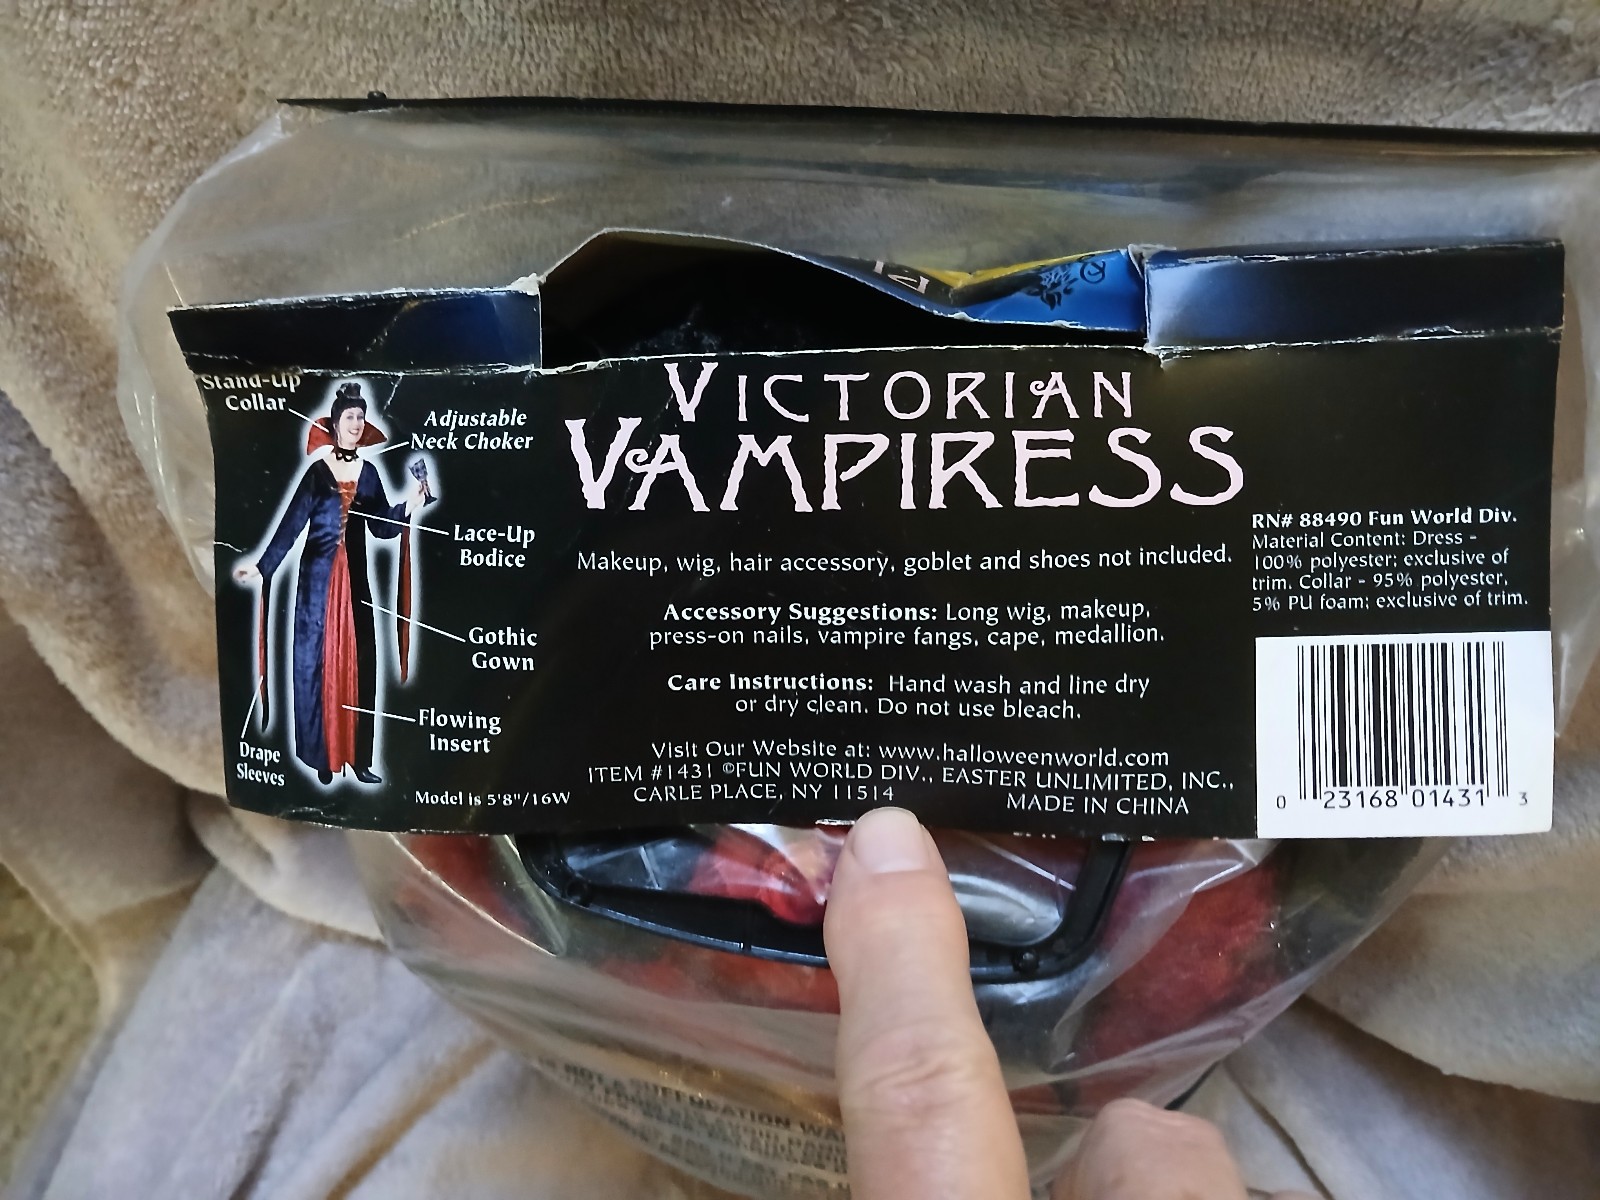 Stand-Up
Collar
Adjustable
Neck Choker
Lace-Up
Bodice
Gothic
Gown
Flowing
Insert
Drape
Sleeves
Model is 5'8"/16W
VICTORIAN
VAMPIRESS
Makeup, wig, hair accessory, goblet and shoes not included.
Accessory Suggestions: Long wig, makeup,
press-on nails, vampire fangs, cape, medallion.
Care Instructions: Hand wash and line dry
or dry clean. Do not use bleach.
Visit Our Website at: www.halloweenworld.com
ITEM #1431 ©FUN WORLD DIV., EASTER UNLIMITED, INC.,
CARLE PLACE, NY 11514 MADE IN CHINA
RN# 88490 Fun World Div.
Material Content: Dress -
100% polyester; exclusive of
trim. Collar - 95% polyester,
5% PU foam; exclusive of trim.
0 23168 01431 3
NOT A
SUFFOCATION